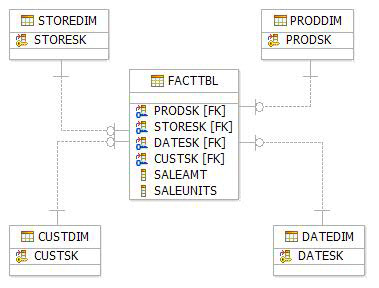 STOREDIM
STORESK
PRODDIM
PRODSK
FACTTBL
PRODSK [FK]
STORESK [FK]
DATESK [FK]
CUSTSK [FK]
SALEAMT
SALEUNITS
CUSTDIM
CUSTSK
DATEDIM
DATESK